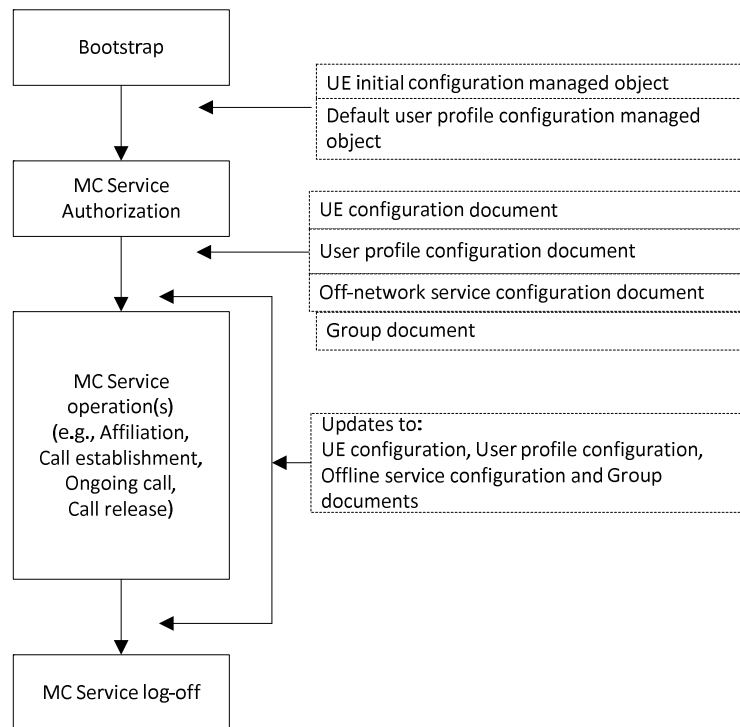 Bootstrap
UE initial configuration managed object
Default user profile configuration managed
object
MC Service
Authorization
UE configuration document
User profile configuration document
Off-network service configuration document
Group document
MC Service
operation(s)
(e.g., Affiliation,
Call establishment,
Ongoing call,
Call release)
Updates to:
UE configuration, User profile configuration,
Offline service configuration and Group
documents
MC Service log-off